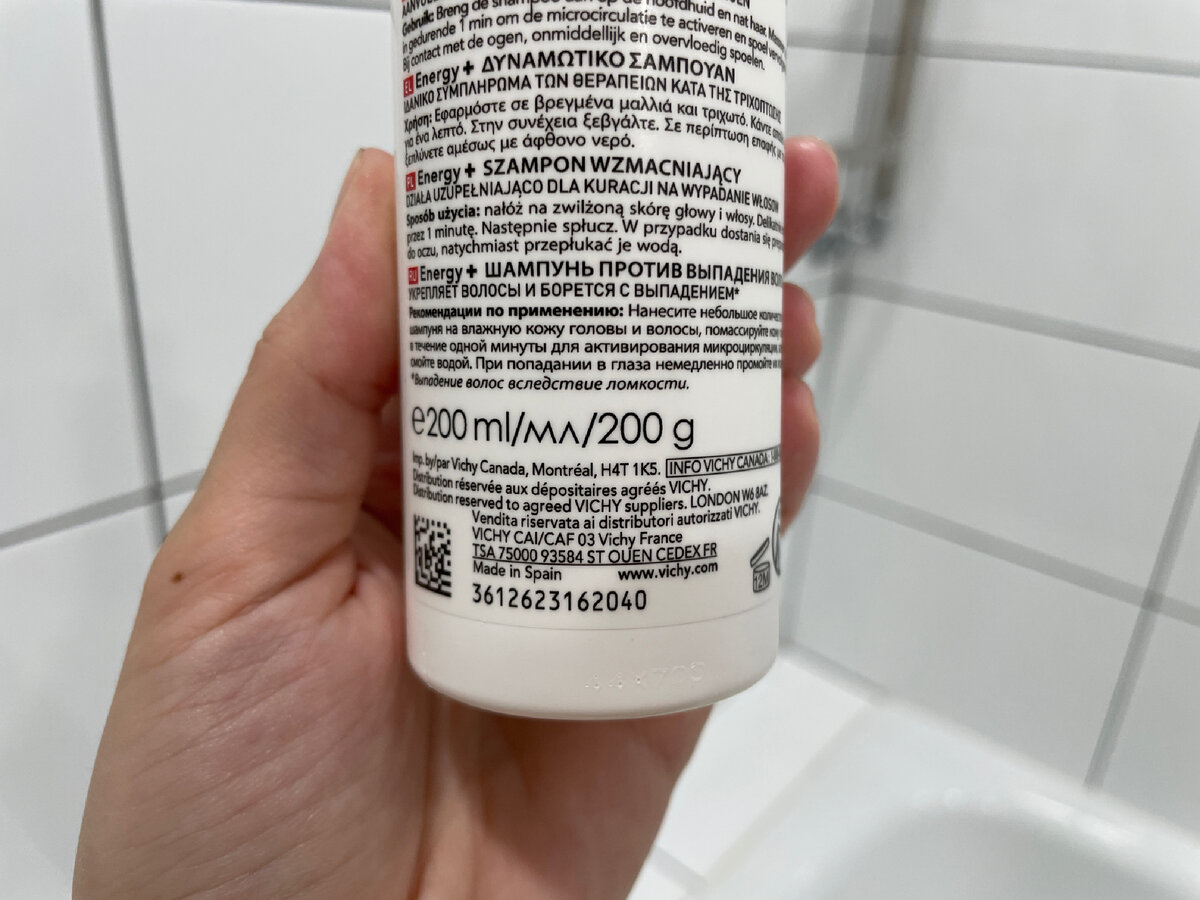 Gebruik: Breng de shampoo aan op de hoofdhuid en nat haar.
in gedurende 1 min om de microcirculatie te activeren en spoel
Bij contact met de ogen, onmiddellijk en overvloedig spoelen.
EL Energy+ ΔΥΝΑΜΩΤΙΚΟ ΣΑΜΠΟΥΑΝ
ΙΔΑΝΙΚΟ ΣΥΜΠΛΗΡΩΜΑ ΤΩΝ ΘΕΡΑΠΕΙΩΝ ΚΑΤΑ ΤΗΣ ΤΡΙΧΟΠΤΩΣΗΣ
Χρήση: Εφαρμόστε σε βρεγμένα μαλλιά και τριχωτό. Κάντε
για ένα λεπτό. Στην συνέχεια ξεβγάλτε. Σε περίπτωση επαφής με
ξεπλύνετε αμέσως με άφθονο νερό.
PL Energy+ SZAMPON WZMACNIAJĄCY
DZIAŁA UZUPEŁNIAJĄCO DLA KURACJI NA WYPADANIE WŁOSÓW
Sposób użycia: nałóż na zwilżoną skórę głowy i włosy.
przez 1 minutę. Następnie spłucz. W przypadku dostania się
do oczu, natychmiast przepłukać je wodą.
RU Energy+ ШАМПУНЬ ПРОТИВ ВЫПАДЕНИЯ
УКРЕПЛЯЕТ ВОЛОСЫ И БОРЕТСЯ С ВЫПАДЕНИЕМ*
Рекомендации по применению: Нанесите небольшое
шампуня на влажную кожу головы и волосы, помассируйте
в течение одной минуты для активирования микроциркуляции,
смойте водой. При попадании в глаза немедленно промойте
*Выпадение волос вследствие ломкости.
e200 ml/мл/200 g
Imp. by/par Vichy Canada, Montréal, H4T 1K5. INFO VICHY CANADA:
Distribution réservée aux dépositaires agréés VICHY.
Distribution reserved to agreed VICHY suppliers. LONDON W6 8AZ.
Vendita riservata ai distributori autorizzati VICHY.
VICHY CAI/CAF 03 Vichy France
TSA 75000 93584 ST OUEN CEDEX FR
Made in Spain www.vichy.com
12M
3612623162040